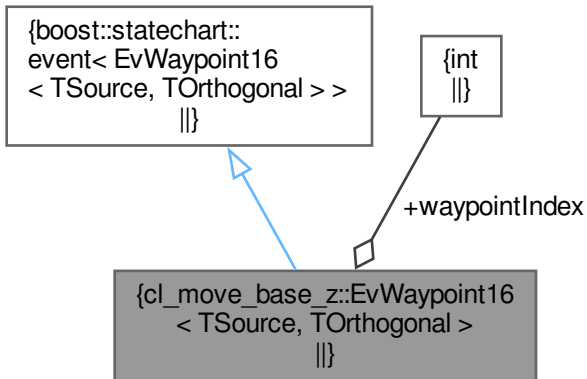 {boost::statechart::
event< EvWaypoint16
< TSource, TOrthogonal > >
||}
{int
||}
+waypointIndex
{cl_move_base_z::EvWaypoint16
< TSource, TOrthogonal >
||}